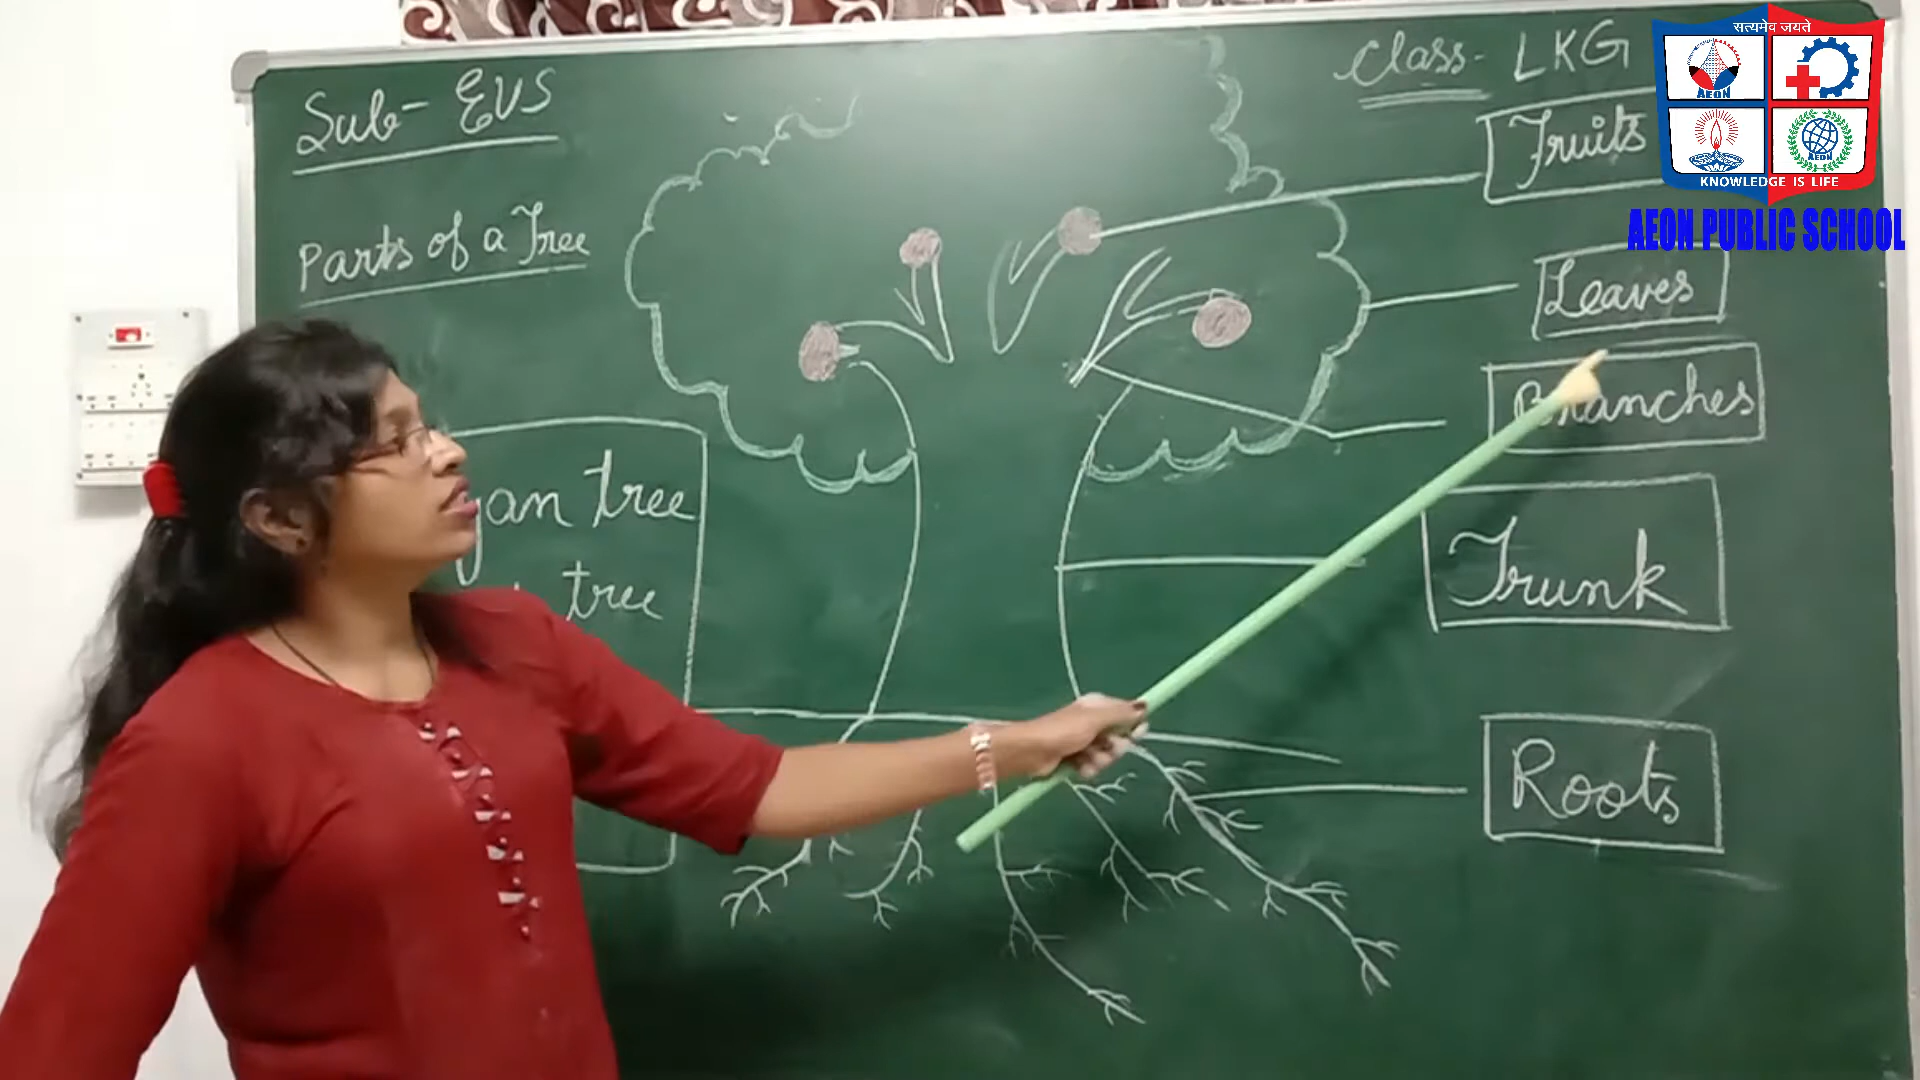 Sub- EVS
Class- LKG
Parts of a Tree
Fruits
Leaves
Branches
Trunk
Roots
yan tree
tree
सत्यमेव जयते
AEON
AEON
KNOWLEDGE IS LIFE
AEON PUBLIC SCHOOL